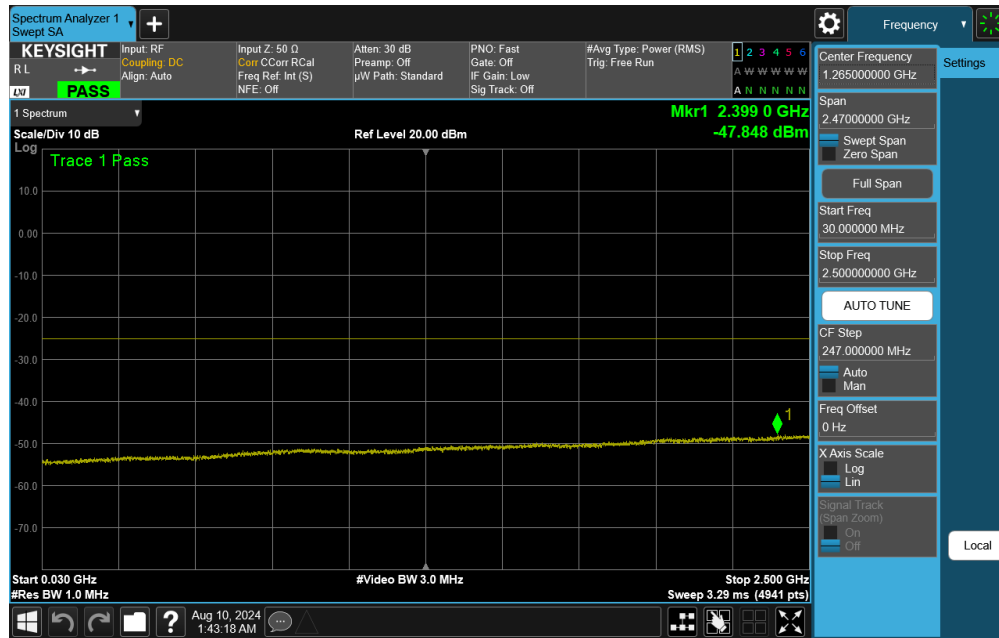 Spectrum Analyzer 1
Swept SA
+
Frequency
KEYSIGHT
R L
LXI
PASS
Input: RF
Coupling: DC
Align: Auto
Input Z: 50 Ω
Corr CCorr RCal
Freq Ref: Int (S)
NFE: Off
Atten: 30 dB
Preamp: Off
µW Path: Standard
PNO: Fast
Gate: Off
IF Gain: Low
Sig Track: Off
#Avg Type: Power (RMS)
Trig: Free Run
1 2 3 4 5 6
A W W W W W
A N N N N N
1 Spectrum
Scale/Div 10 dB
Log
Ref Level 20.00 dBm
Mkr1 2.399 0 GHz
-47.848 dBm
Trace 1 Pass
10.0
0.00
-10.0
-20.0
-30.0
-40.0
-50.0
-60.0
-70.0
1
Start 0.030 GHz
#Res BW 1.0 MHz
#Video BW 3.0 MHz
Stop 2.500 GHz
Sweep 3.29 ms (4941 pts)
Center Frequency
1.265000000 GHz
Span
2.47000000 GHz
Swept Span
Zero Span
Full Span
Start Freq
30.000000 MHz
Stop Freq
2.500000000 GHz
AUTO TUNE
CF Step
247.000000 MHz
Auto
Man
Freq Offset
0 Hz
X Axis Scale
Log
Lin
Signal Track
(Span Zoom)
On
Off
Settings
Local
?
Aug 10, 2024
1:43:18 AM